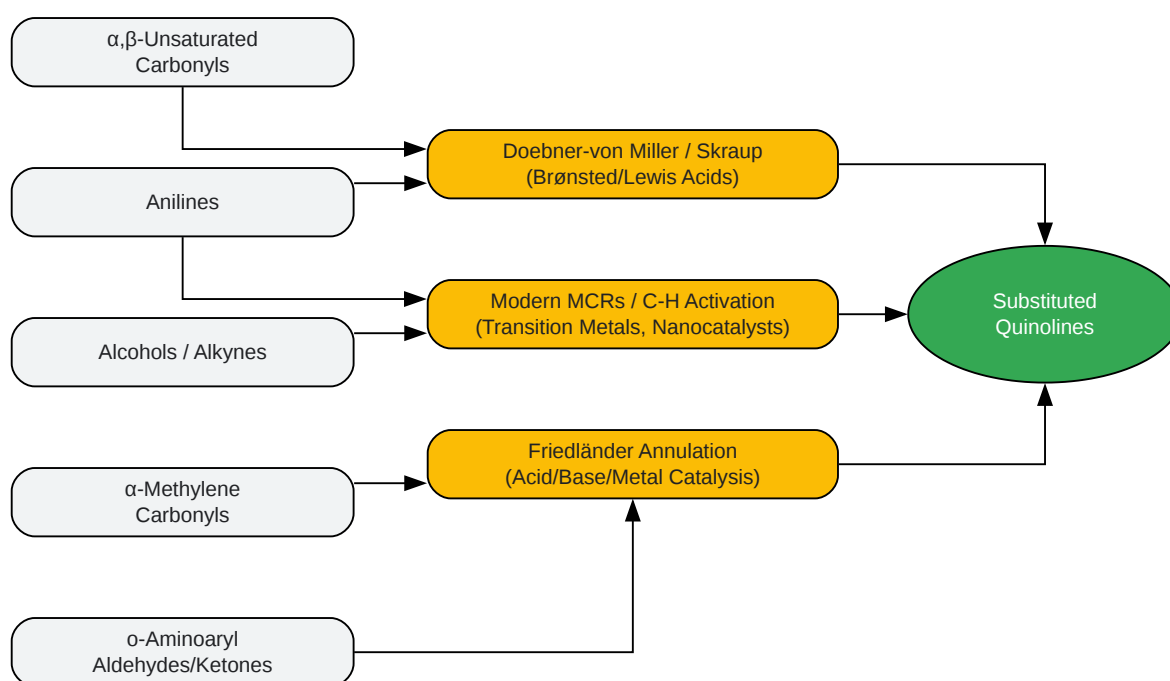 α,β-Unsaturated
Carbonyls
Doebner-von Miller / Skraup
(Brønsted/Lewis Acids)
Anilines
Modern MCRs / C-H Activation
(Transition Metals, Nanocatalysts)
Substituted
Quinolines
Alcohols / Alkynes
Friedländer Annulation
(Acid/Base/Metal Catalysis)
α-Methylene
Carbonyls
o-Aminoaryl
Aldehydes/Ketones